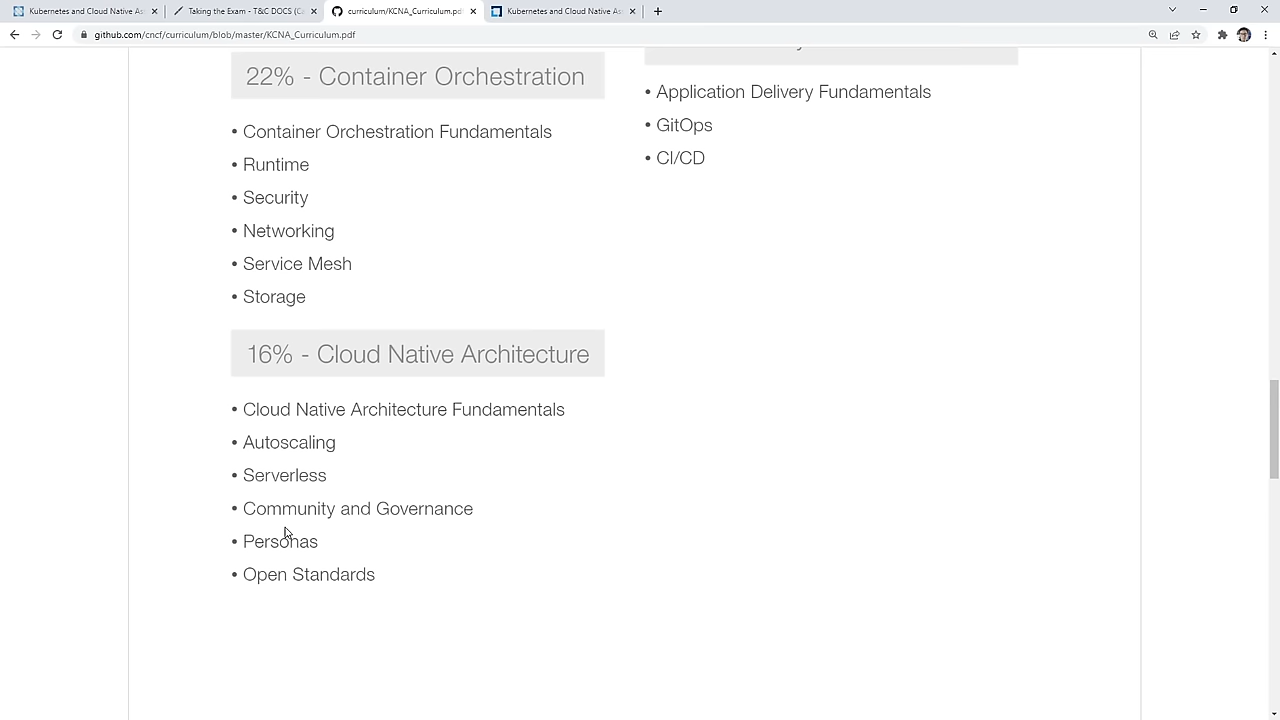 Kubernetes and Cloud Native As
Taking the Exam - T&C DOCS (Ca
curriculum/KCNA_Curriculum.pdf
Kubernetes and Cloud Native As
github.com/cncf/curriculum/blob/master/KCNA_Curriculum.pdf
22% - Container Orchestration
• Container Orchestration Fundamentals
• Runtime
• Security
• Networking
• Service Mesh
• Storage
16% - Cloud Native Architecture
• Cloud Native Architecture Fundamentals
• Autoscaling
• Serverless
• Community and Governance
• Personas
• Open Standards
• Application Delivery Fundamentals
• GitOps
• CI/CD